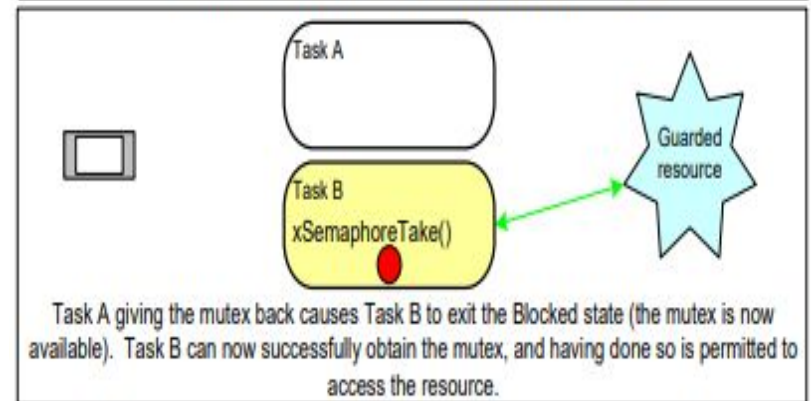 Task A
Guarded
resource
Task B
xSemaphoreTake()
Task A giving the mutex back causes Task B to exit the Blocked state (the mutex is now
available). Task B can now successfully obtain the mutex, and having done so is permitted to
access the resource.